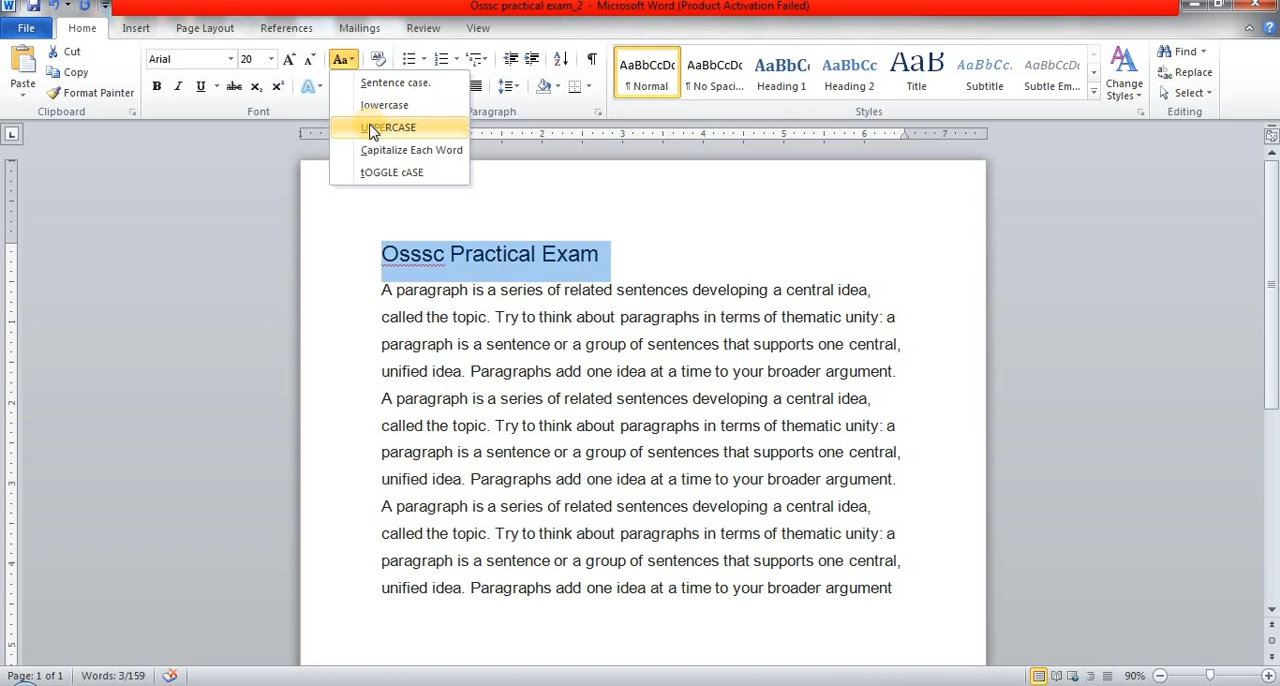 Osssc practical exam_2 - Microsoft Word (Product Activation Failed)
File Home Insert Page Layout References Mailings Review View
Paste Cut Copy Format Painter
Clipboard
Arial 20
Aa
Font
Paragraph
AaBbCcDc AaBbCcDc AaBbC AaBbCc AaB AaBbCc. AaBbCcDc
¶ Normal ¶ No Spaci... Heading 1 Heading 2 Title Subtitle Subtle Em...
Change Styles
Styles
Find
Replace
Select
Editing
Sentence case.
lowercase
UPPERCASE
Capitalize Each Word
tOGGLE cASE
Osssc Practical Exam
A paragraph is a series of related sentences developing a central idea,
called the topic. Try to think about paragraphs in terms of thematic unity: a
paragraph is a sentence or a group of sentences that supports one central,
unified idea. Paragraphs add one idea at a time to your broader argument.
A paragraph is a series of related sentences developing a central idea,
called the topic. Try to think about paragraphs in terms of thematic unity: a
paragraph is a sentence or a group of sentences that supports one central,
unified idea. Paragraphs add one idea at a time to your broader argument.
A paragraph is a series of related sentences developing a central idea,
called the topic. Try to think about paragraphs in terms of thematic unity: a
paragraph is a sentence or a group of sentences that supports one central,
unified idea. Paragraphs add one idea at a time to your broader argument
Page: 1 of 1 Words: 3/159 90%